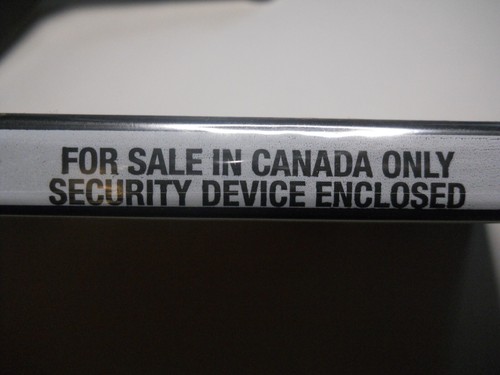 FOR SALE IN CANADA ONLY
SECURITY DEVICE ENCLOSED